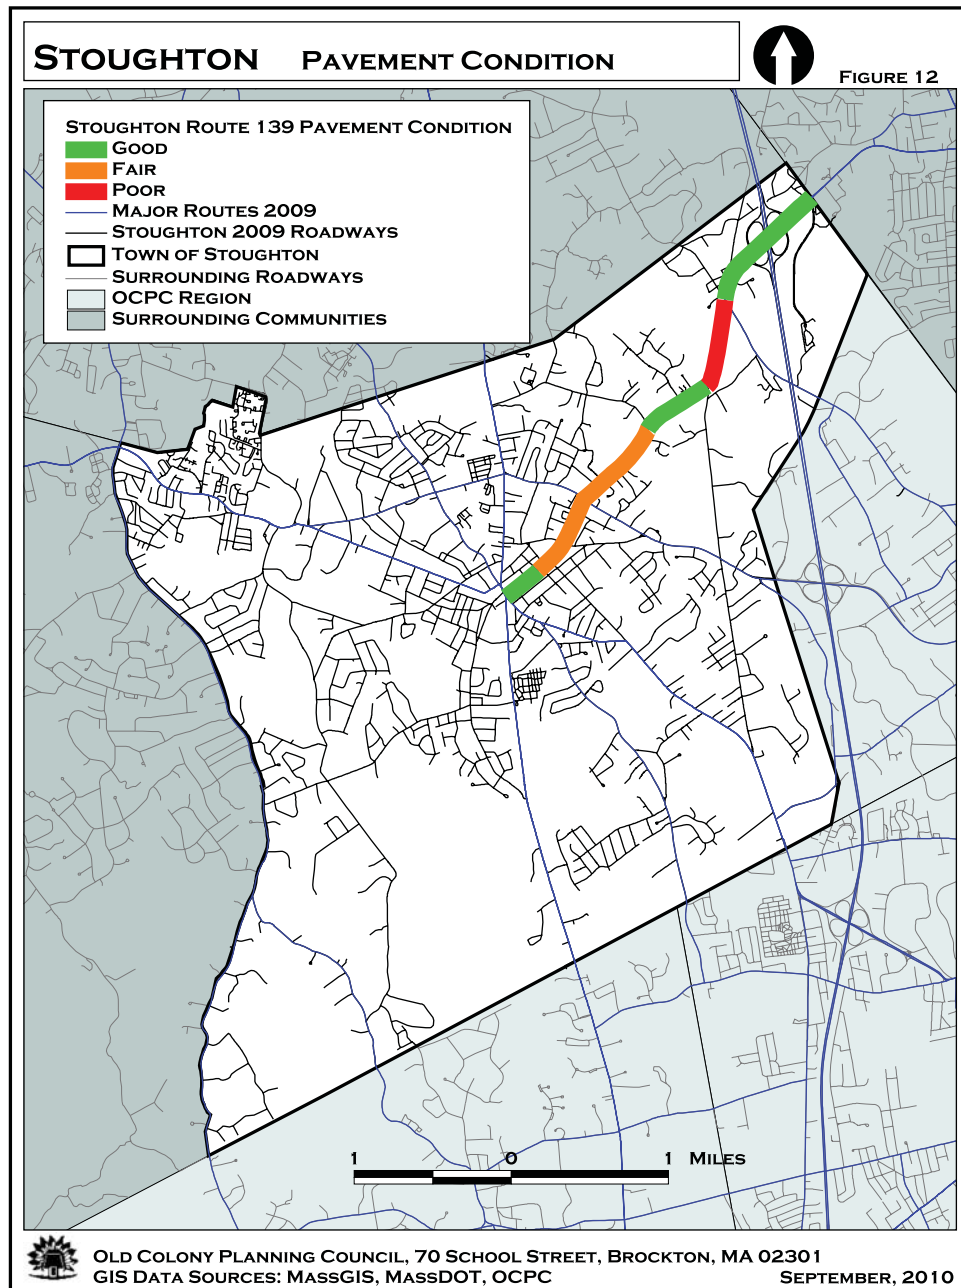 STOUGHTON PAVEMENT CONDITION
FIGURE 12
STOUGHTON ROUTE 139 PAVEMENT CONDITION
GOOD
FAIR
POOR
MAJOR ROUTES 2009
STOUGHTON 2009 ROADWAYS
TOWN OF STOUGHTON
SURROUNDING ROADWAYS
OCPC REGION
SURROUNDING COMMUNITIES
1 0 1 MILES
OLD COLONY PLANNING COUNCIL, 70 SCHOOL STREET, BROCKTON, MA 02301
GIS DATA SOURCES: MASSGIS, MASSDOT, OCPC SEPTEMBER, 2010